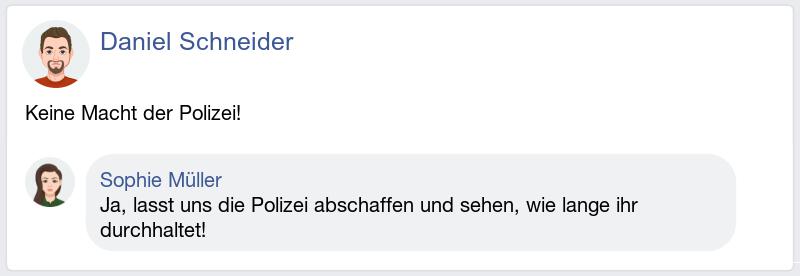 Daniel Schneider
Keine Macht der Polizei!
Sophie Müller
Ja, lasst uns die Polizei abschaffen und sehen, wie lange ihr
durchhaltet!